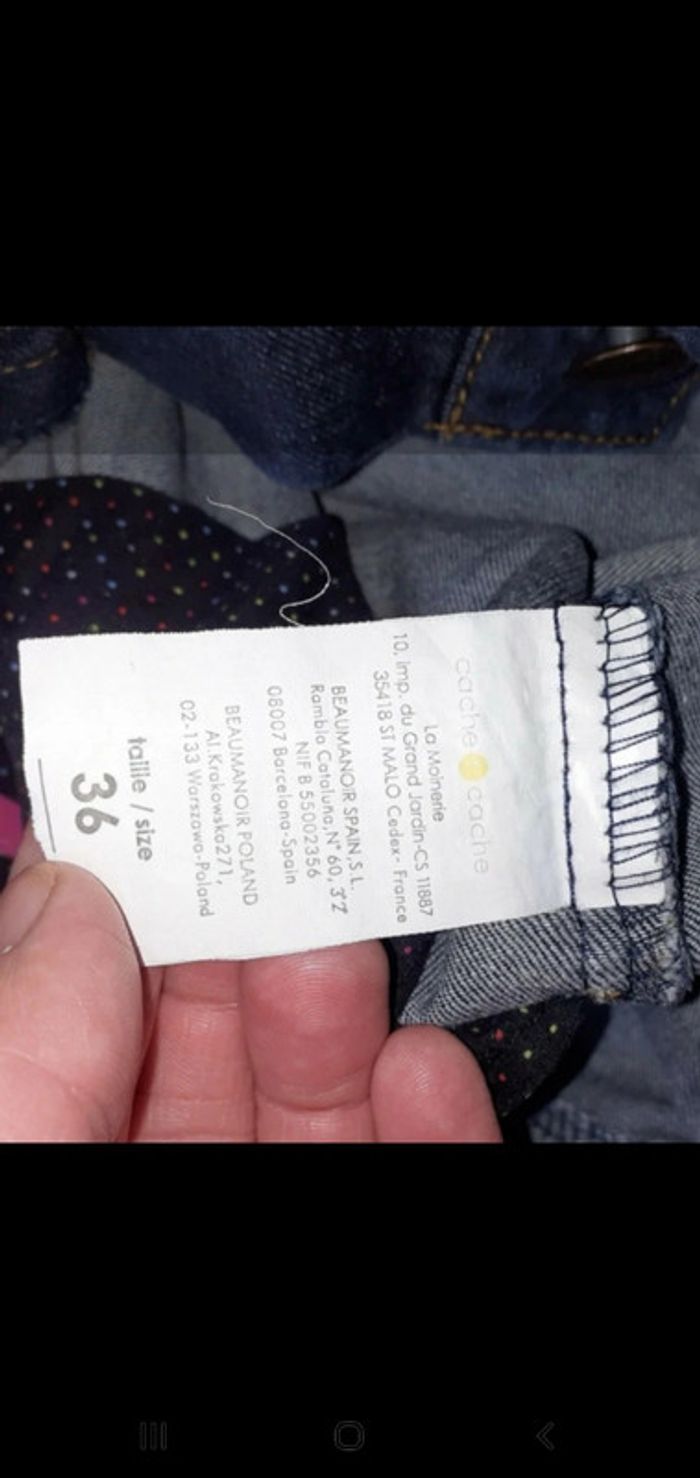 cache cache
La Moinerie
10, imp. du Grand Jardin-CS 11887
35418 ST MALO Cedex- France
BEAUMANOIR SPAIN,S.L.
Rambla Cataluna,N° 60, 3°2
NIF B 55002356
08007 Barcelona-Spain
BEAUMANOIR POLAND
Al.Krakowska271,
02-133 Warszawa-Poland
taille / size
36